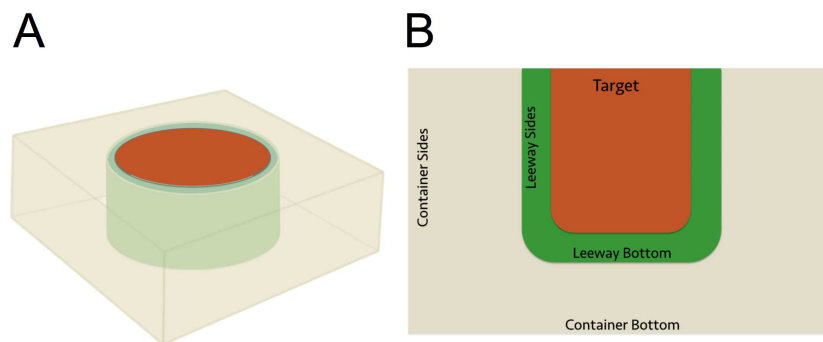 A
B
Target
Leeway Sides
Container Sides
Leeway Bottom
Container Bottom